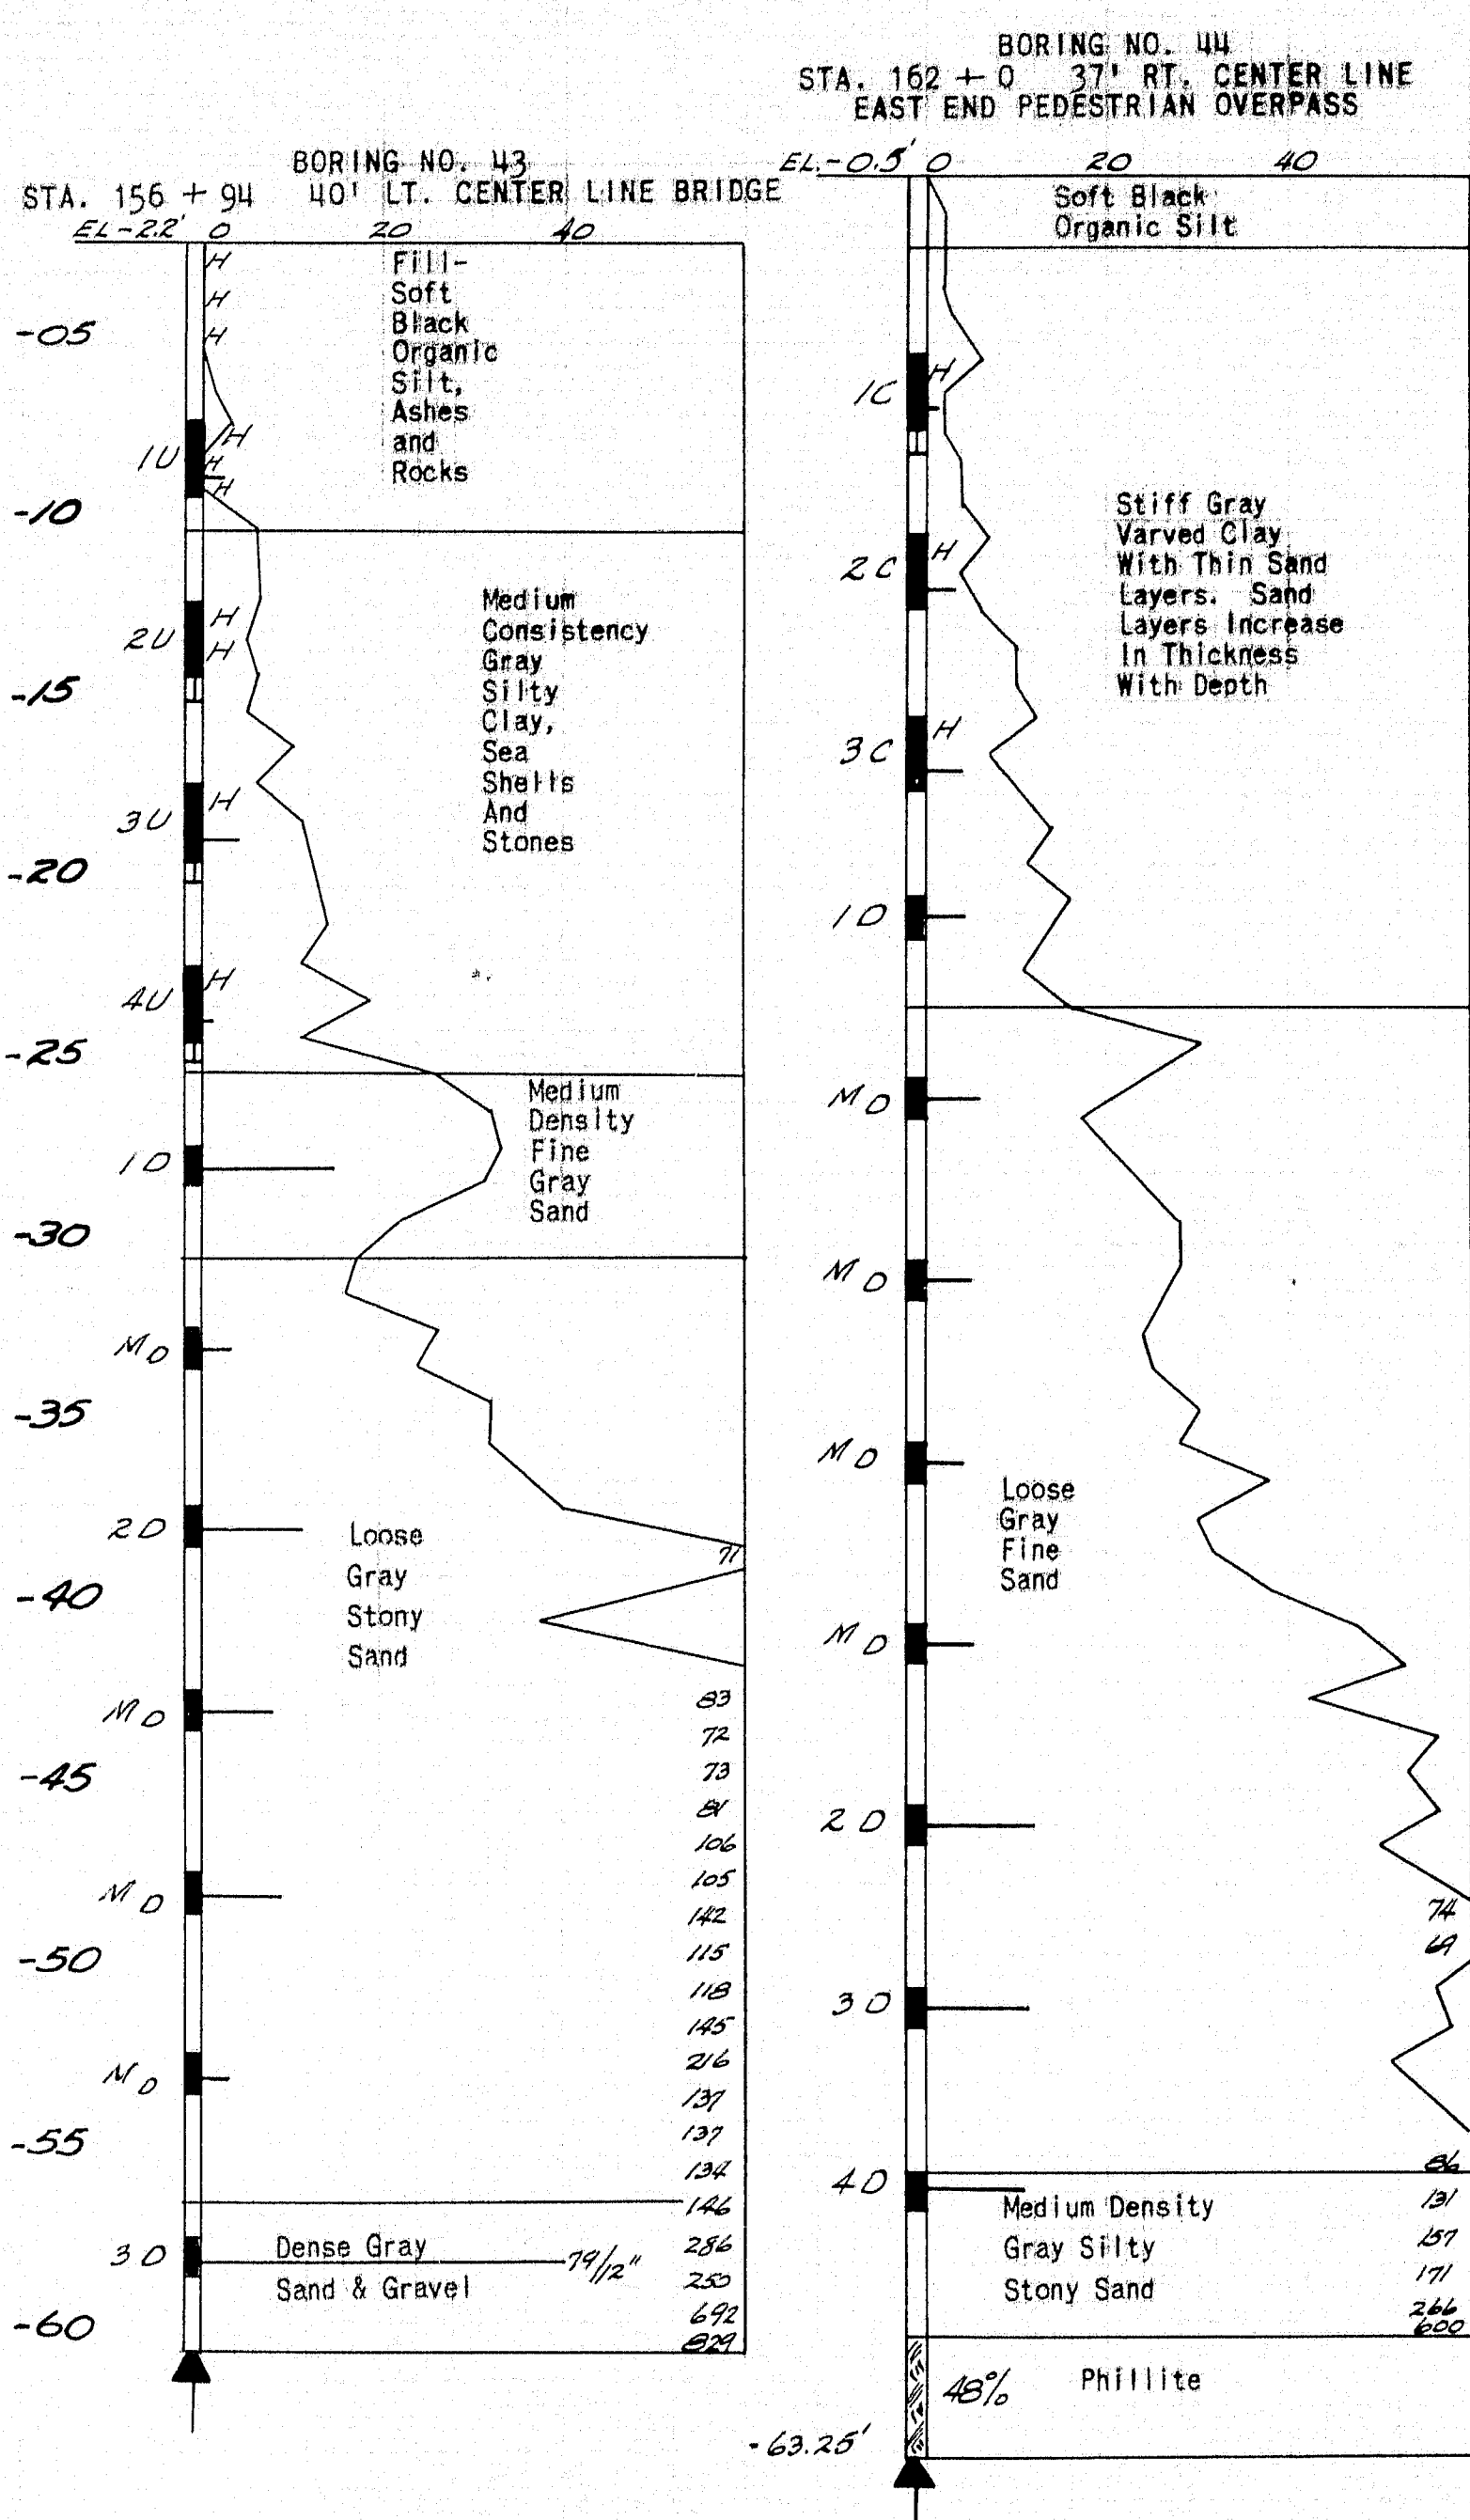 BORING NO. 44
STA. 162 + 0 37' RT. CENTER LINE
EAST END PEDESTRIAN OVERPASS
BORING NO. 43
STA. 156 + 94 40' LT. CENTER LINE BRIDGE
EL-2.2' 0 20 40
H
H
-05
H
H
1U
H
H
-10
2U
H
H
-15
3U
H
-20
4U
H
-25
1D
-30
MD
-35
2D
-40
MD
-45
MD
-50
MD
-55
3D
-60
Fill-
Soft
Black
Organic
Silt,
Ashes
and
Rocks
Medium
Consistency
Gray
Silty
Clay,
Sea
Shells
And
Stones
Medium
Density
Fine
Gray
Sand
Loose
Gray
Stony
Sand
71
83
72
73
81
106
105
142
115
118
145
216
137
137
134
146
Dense Gray
79/12"
Sand & Gravel
286
250
692
829
EL.-0.5' 0 20 40
Soft Black
Organic Silt
1C
H
2C
H
3C
H
Stiff Gray
Varved Clay
With Thin Sand
Layers. Sand
Layers Increase
In Thickness
With Depth
1D
MD
MD
MD
MD
Loose
Gray
Fine
Sand
2D
3D
4D
74
69
86
131
157
171
266
600
Medium Density
Gray Silty
Stony Sand
48% Phillite
-63.25'